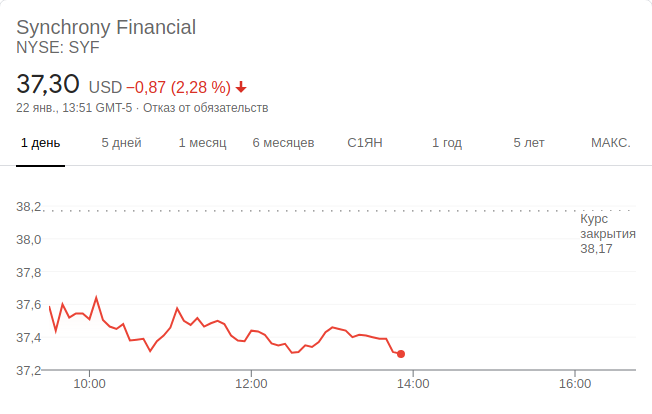 Synchrony Financial
NYSE: SYF
37,30 USD −0,87 (2,28 %)
22 янв., 13:51 GMT-5 · Отказ от обязательств
1 день 5 дней 1 месяц 6 месяцев С1ЯН 1 год 5 лет МАКС.
38,2
Курс
закрытия
38,17
38,0
37,8
37,6
37,4
37,2
10:00 12:00 14:00 16:00